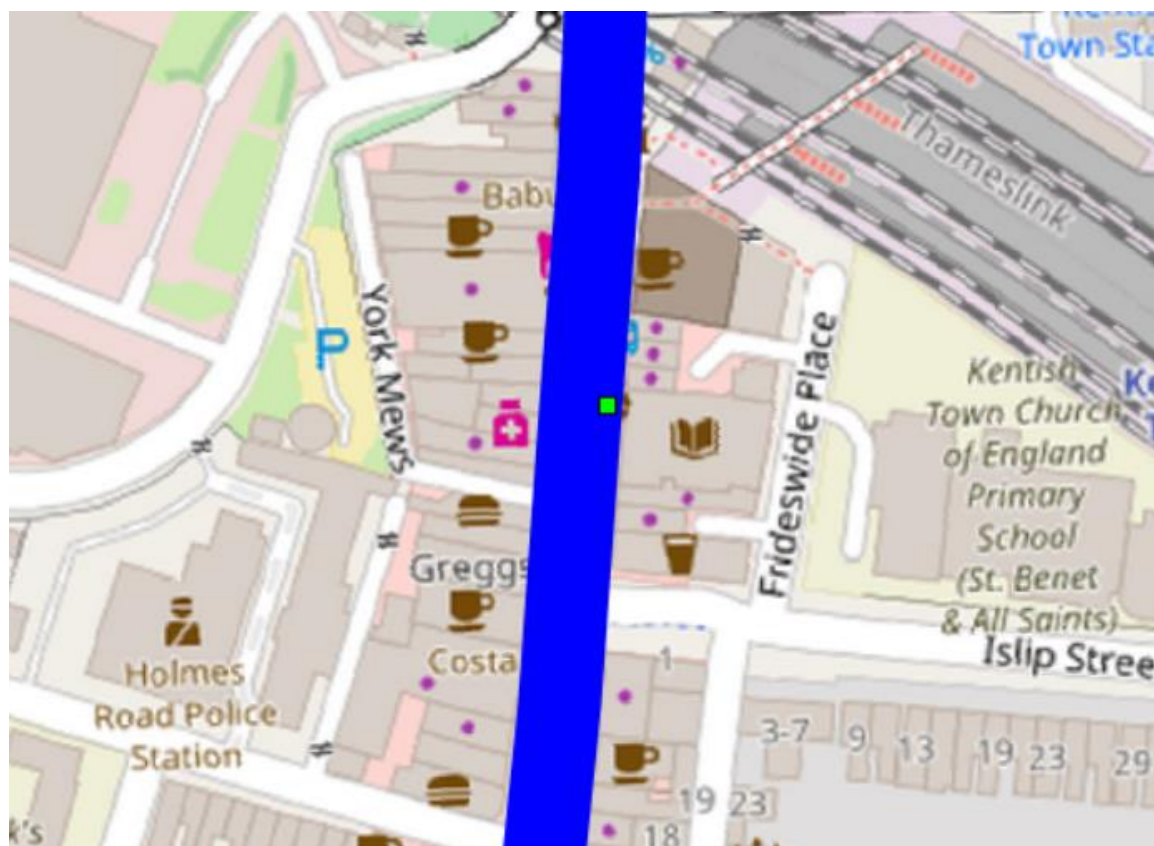 Town Sta
Thameslink
Babu
P
York Mews
Frideswide Place
Kentish
Town Church
of England
Primary
School
(St. Benet
& All Saints)
Greggs
Costa
Holmes
Road Police
Station
Islip Stree
1
3-7
9
13
19
23
29
19
23
18
k's